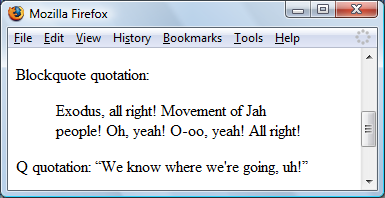 Mozilla Firefox
File Edit View History Bookmarks Tools Help
Blockquote quotation:
Exodus, all right! Movement of Jah
people! Oh, yeah! O-oo, yeah! All right!
Q quotation: “We know where we're going, uh!”